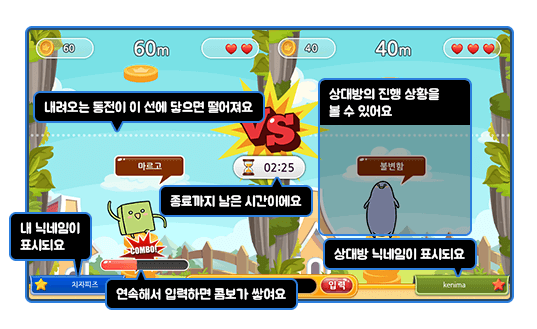 60
60m
40
40m
내려오는 동전이 이 선에 닿으면 떨어져요
상대방의 진행 상황을
볼 수 있어요
VS
마르고
불변함
02:25
종료까지 남은 시간이에요
내 닉네임이
표시되요
COMBO!
상대방 닉네임이 표시되요
치자피즈
연속해서 입력하면 콤보가 쌓여요
입력
kenima